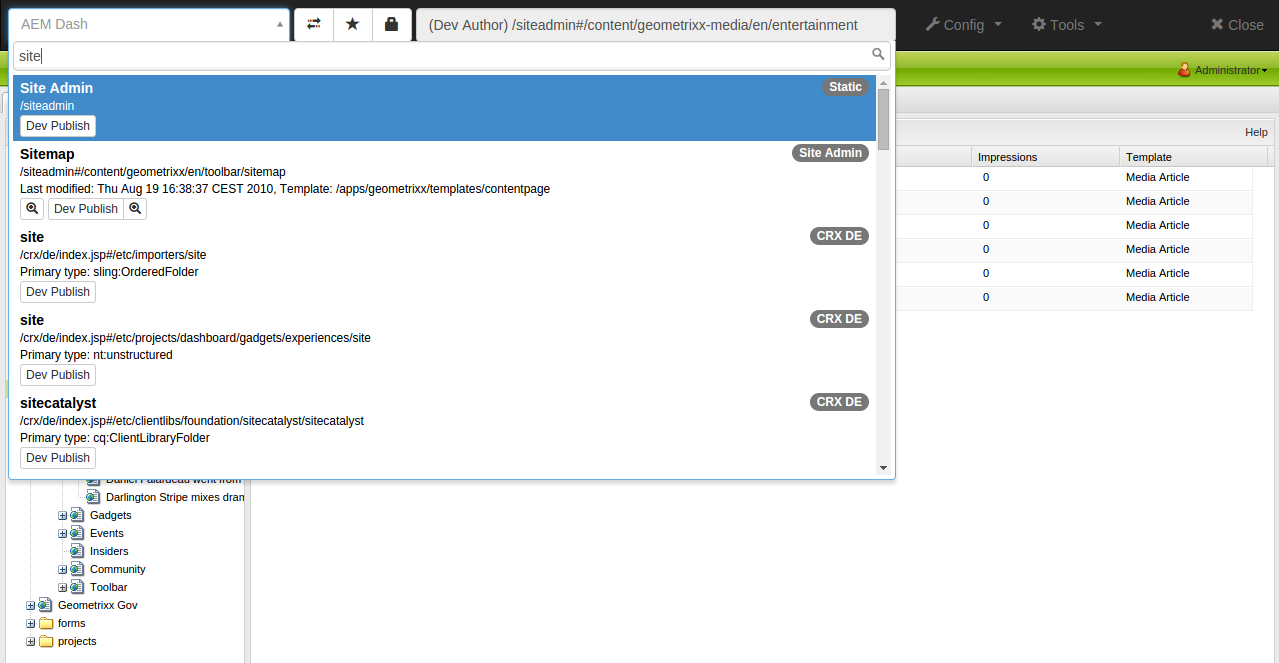 AEM Dash
(Dev Author) /siteadmin#/content/geometrixx-media/en/entertainment
Config
Tools
Close
site
Administrator
Site Admin
Static
/siteadmin
Dev Publish
Help
Sitemap
Site Admin
/siteadmin#/content/geometrixx/en/toolbar/sitemap
Last modified: Thu Aug 19 16:38:37 CEST 2010, Template: /apps/geometrixx/templates/contentpage
Dev Publish
site
CRX DE
/crx/de/index.jsp#/etc/importers/site
Primary type: sling:OrderedFolder
Dev Publish
site
CRX DE
/crx/de/index.jsp#/etc/projects/dashboard/gadgets/experiences/site
Primary type: nt:unstructured
Dev Publish
sitecatalyst
CRX DE
/crx/de/index.jsp#/etc/clientlibs/foundation/sitecatalyst/sitecatalyst
Primary type: cq:ClientLibraryFolder
Dev Publish
Impressions Template
0 Media Article
0 Media Article
0 Media Article
0 Media Article
0 Media Article
0 Media Article
Daniel Palardeau went from
Darlington Stripe mixes dran
Gadgets
Events
Insiders
Community
Toolbar
Geometrixx Gov
forms
projects